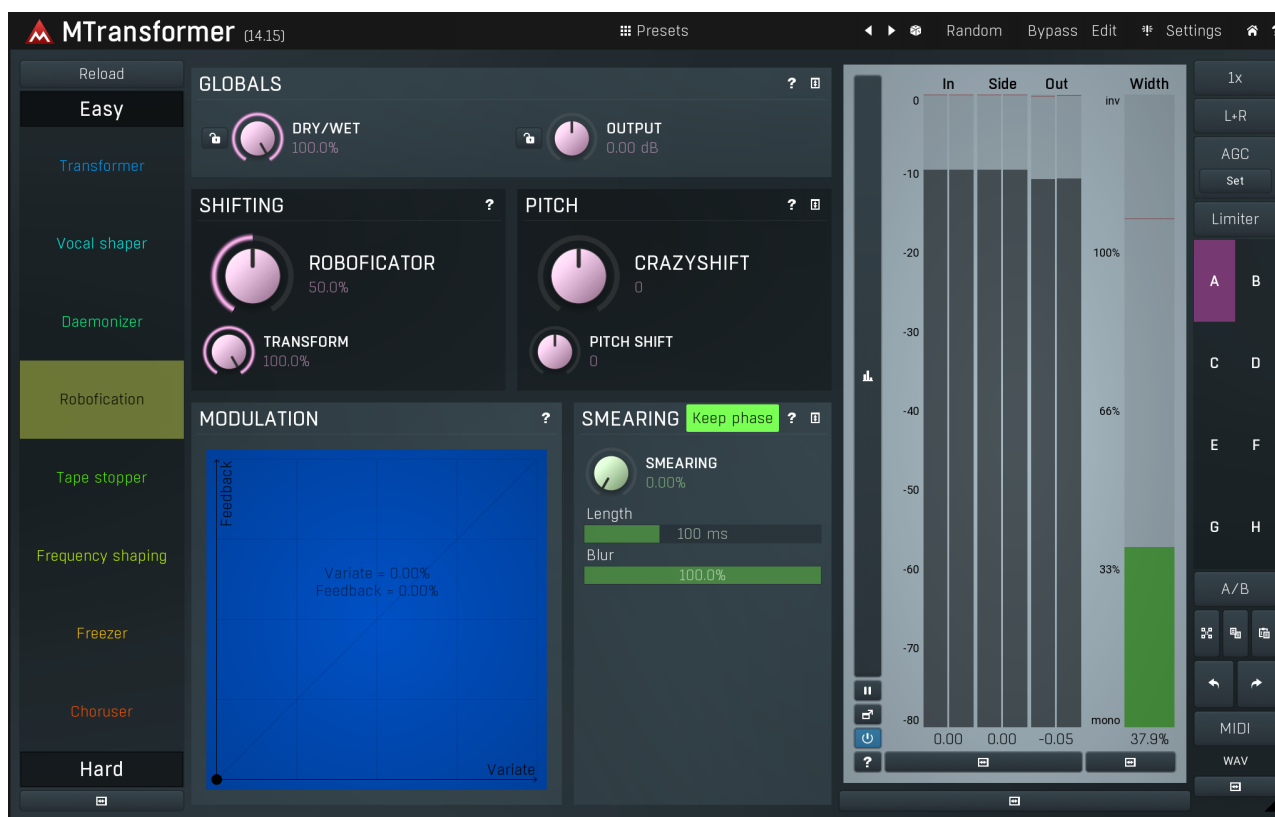 MTransformer (14.15)
Presets
Random Bypass Edit Settings ?
Reload
Easy
Transformer
Vocal shaper
Daemonizer
Robofication
Tape stopper
Frequency shaping
Freezer
Choruser
Hard
GLOBALS ?
DRY/WET
100.0%
OUTPUT
0.00 dB
SHIFTING ?
ROBOFICATOR
50.0%
TRANSFORM
100.0%
PITCH ?
CRAZYSHIFT
0
PITCH SHIFT
0
MODULATION ?
Feedback
Variate = 0.00%
Feedback = 0.00%
Variate
SMEARING Keep phase ?
SMEARING
0.00%
Length
100 ms
Blur
100.0%
In Side Out Width
0 inv
-10
-20 100%
-30
-40 66%
-50
-60 33%
-70
-80 mono
0.00 0.00 -0.05 37.9%
?
1x
L+R
AGC
Set
Limiter
A B
C D
E F
G H
A/B
MIDI
WAV